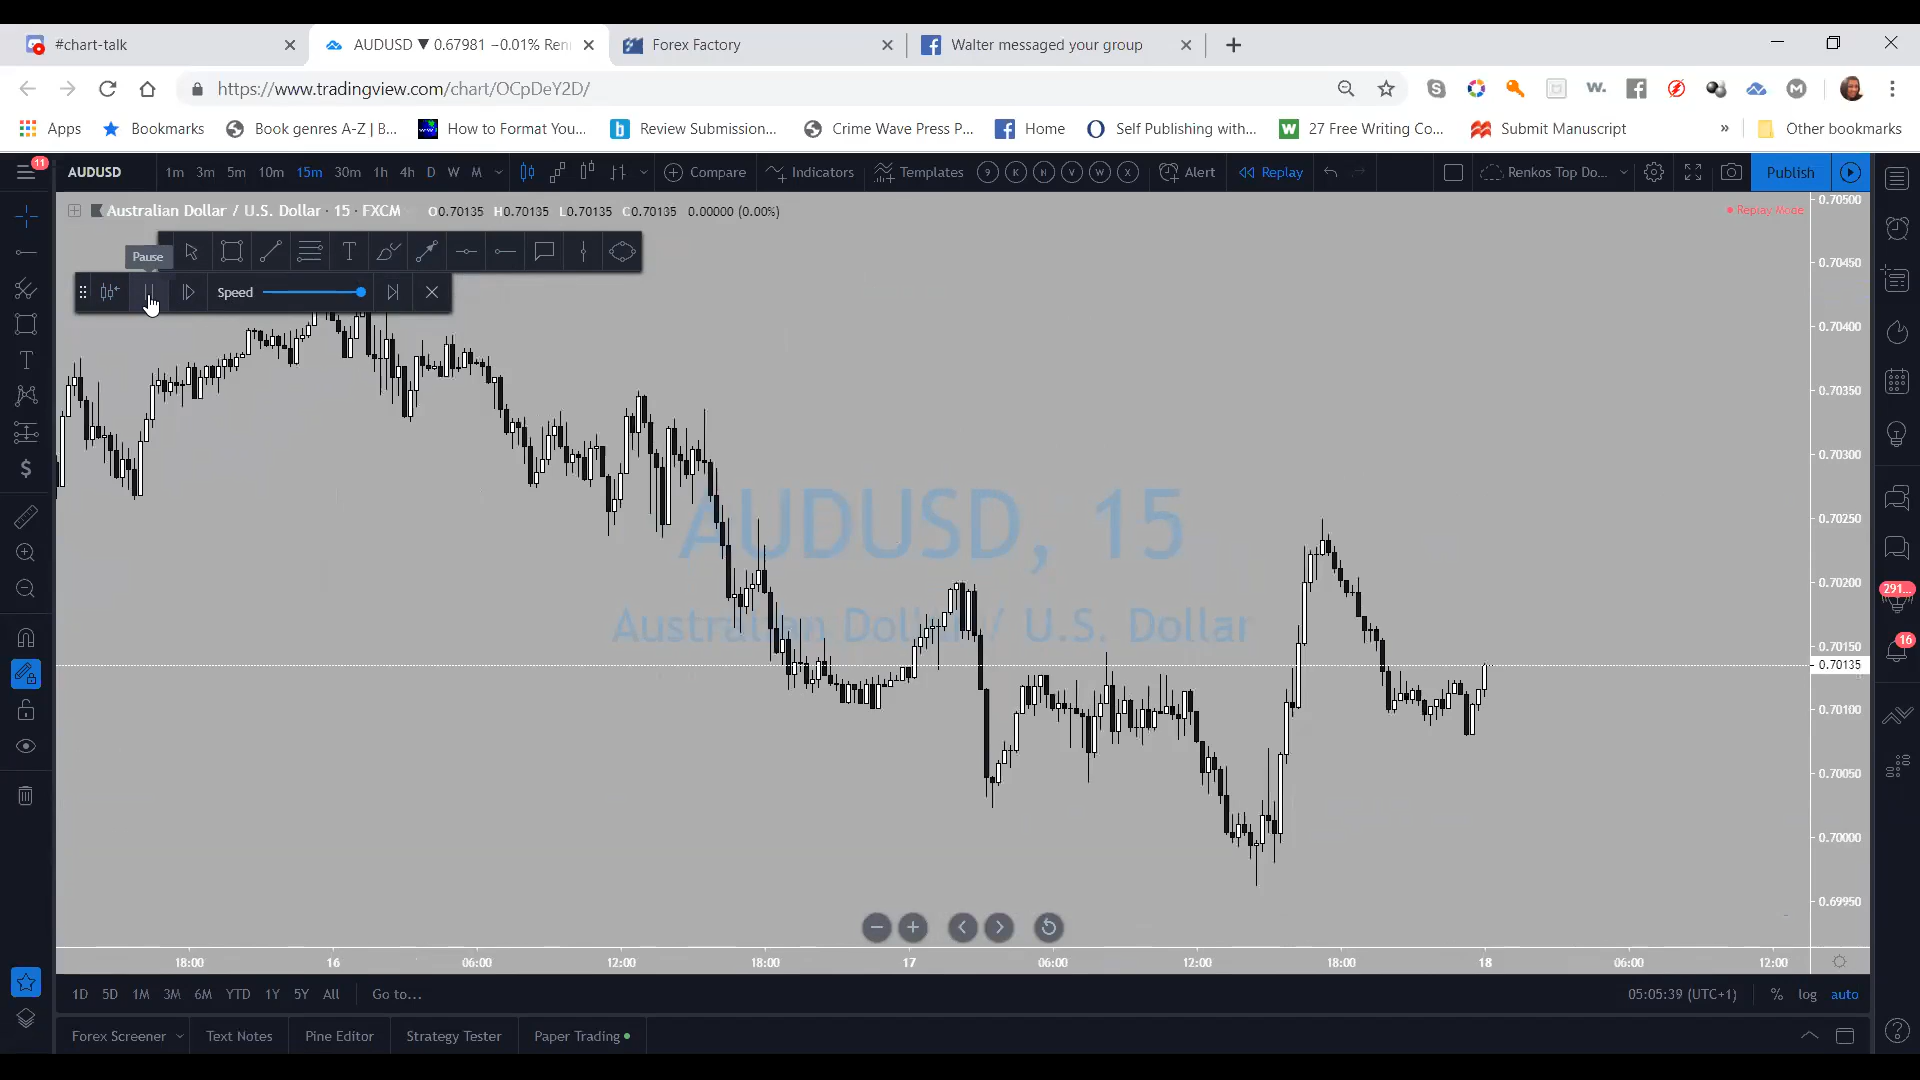 #chart-talk
AUDUSD ▼ 0.67981 −0.01% Ren
Forex Factory
Walter messaged your group
https://www.tradingview.com/chart/OCpDeY2D/
Apps
Bookmarks
Book genres A-Z | B...
How to Format You...
Review Submission...
Crime Wave Press P...
Home
Self Publishing with...
27 Free Writing Co...
Submit Manuscript
»
Other bookmarks
11
AUDUSD
1m 3m 5m 10m 15m 30m 1h 4h D W M
Compare
Indicators
Templates
9 K N V W X
Alert
Replay
Renkos Top Do...
Publish
Australian Dollar / U.S. Dollar · 15 · FXCM O0.70135 H0.70135 L0.70135 C0.70135 0.00000 (0.00%)
Replay Mode
Pause
Speed
AUDUSD, 15
Australian Dollar / U.S. Dollar
0.70500
0.70450
0.70400
0.70350
0.70300
0.70250
0.70200
0.70150
0.70135
0.70100
0.70050
0.70000
0.69950
291...
16
18:00 16 06:00 12:00 18:00 17 06:00 12:00 18:00 18 06:00 12:00
1D 5D 1M 3M 6M YTD 1Y 5Y All Go to...
05:05:39 (UTC+1) % log auto
Forex Screener
Text Notes
Pine Editor
Strategy Tester
Paper Trading